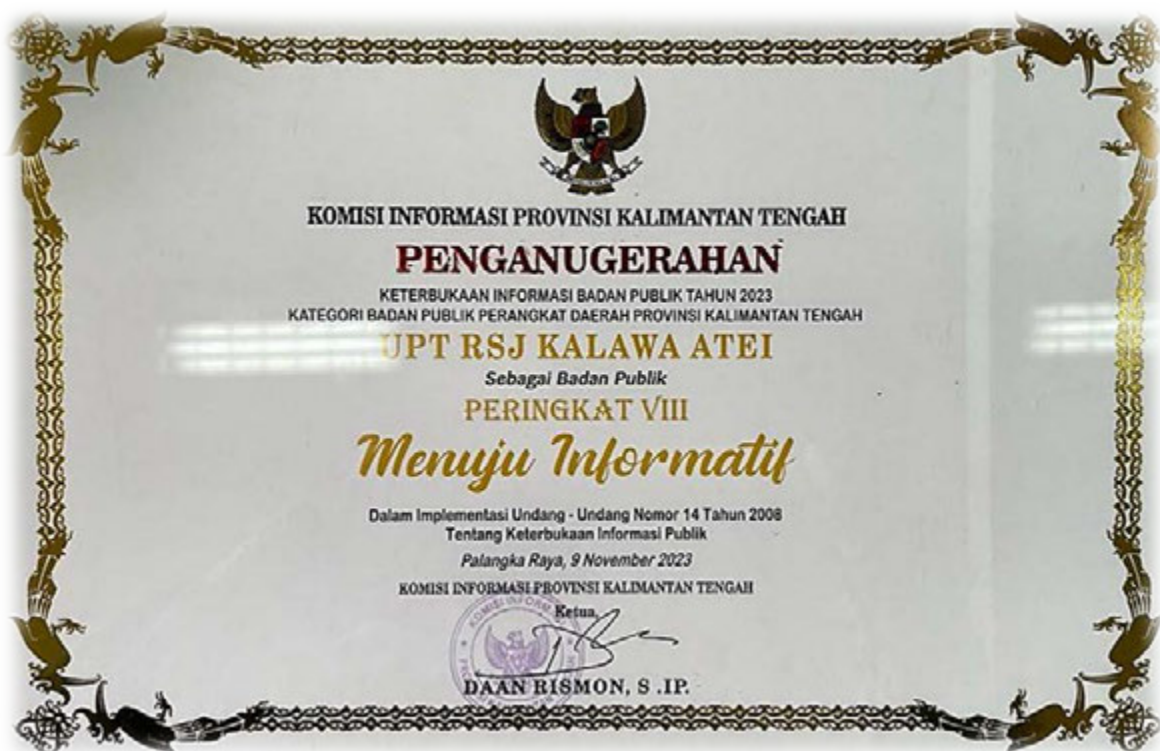 KOMISI INFORMASI PROVINSI KALIMANTAN TENGAH
PENGANUGERAHAN
KETERBUKAAN INFORMASI BADAN PUBLIK TAHUN 2023
KATEGORI BADAN PUBLIK PERANGKAT DAERAH PROVINSI KALIMANTAN TENGAH
UPT RSJ KALAWA ATEI
Sebagai Badan Publik
PERINGKAT VIII
Menuju Informatif
Dalam Implementasi Undang - Undang Nomor 14 Tahun 2008
Tentang Keterbukaan Informasi Publik
Palangka Raya, 9 November 2023
KOMISI INFORMASI PROVINSI KALIMANTAN TENGAH
Ketua,
DAAN RISMON, S .IP.